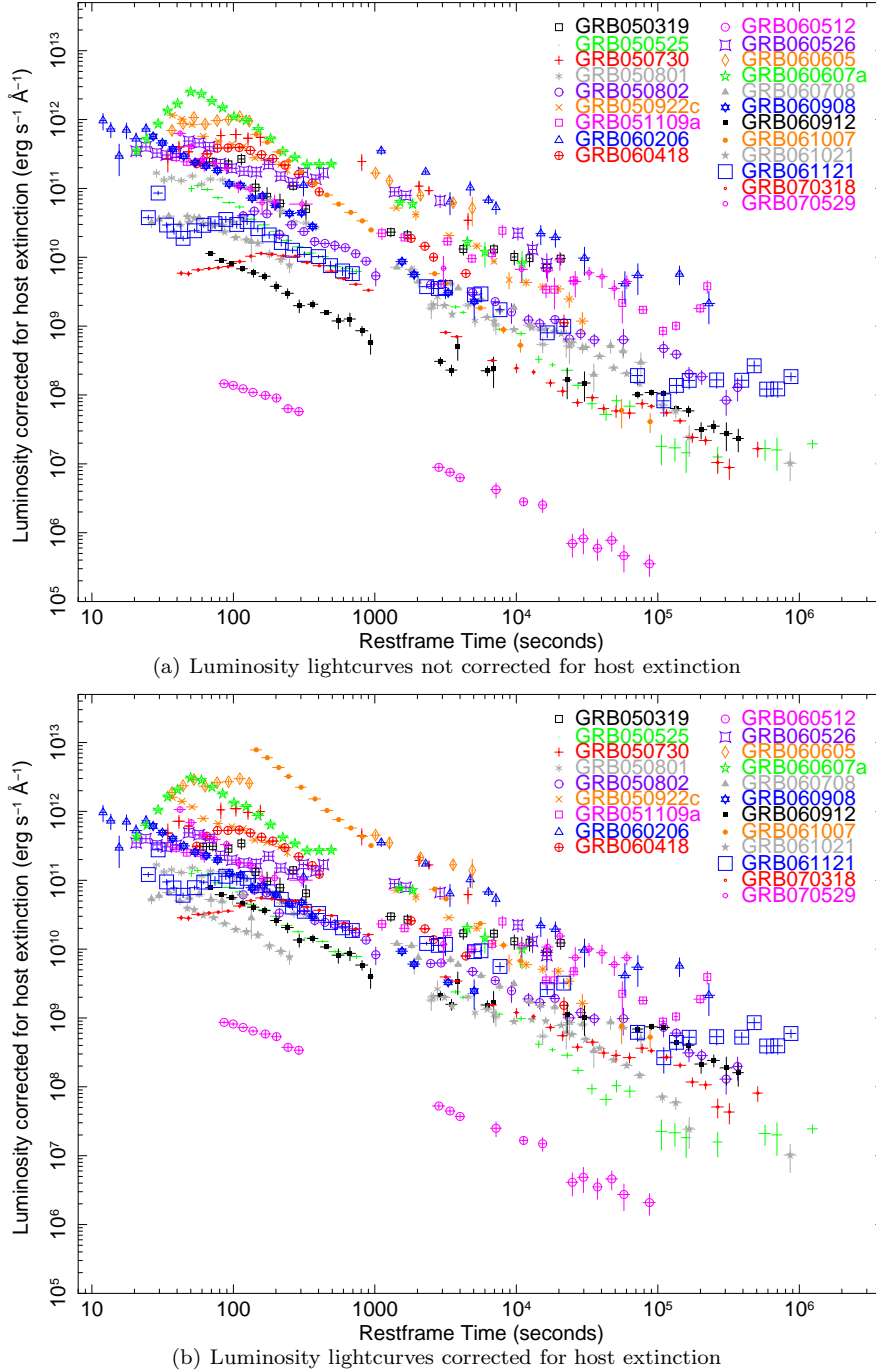 Luminosity corrected for host extinction (erg s⁻¹ Å⁻¹)
10¹³
10¹²
10¹¹
10¹⁰
10⁹
10⁸
10⁷
10⁶
10⁵
GRB050319
GRB050525
GRB050730
GRB050801
GRB050802
GRB050922c
GRB051109a
GRB060206
GRB060418
GRB060512
GRB060526
GRB060605
GRB060607a
GRB060708
GRB060908
GRB060912
GRB061007
GRB061021
GRB061121
GRB070318
GRB070529
10 100 1000 10⁴ 10⁵ 10⁶
Restframe Time (seconds)
(a) Luminosity lightcurves not corrected for host extinction
Luminosity corrected for host extinction (erg s⁻¹ Å⁻¹)
10¹³
10¹²
10¹¹
10¹⁰
10⁹
10⁸
10⁷
10⁶
10⁵
GRB050319
GRB050525
GRB050730
GRB050801
GRB050802
GRB050922c
GRB051109a
GRB060206
GRB060418
GRB060512
GRB060526
GRB060605
GRB060607a
GRB060708
GRB060908
GRB060912
GRB061007
GRB061021
GRB061121
GRB070318
GRB070529
10 100 1000 10⁴ 10⁵ 10⁶
Restframe Time (seconds)
(b) Luminosity lightcurves corrected for host extinction